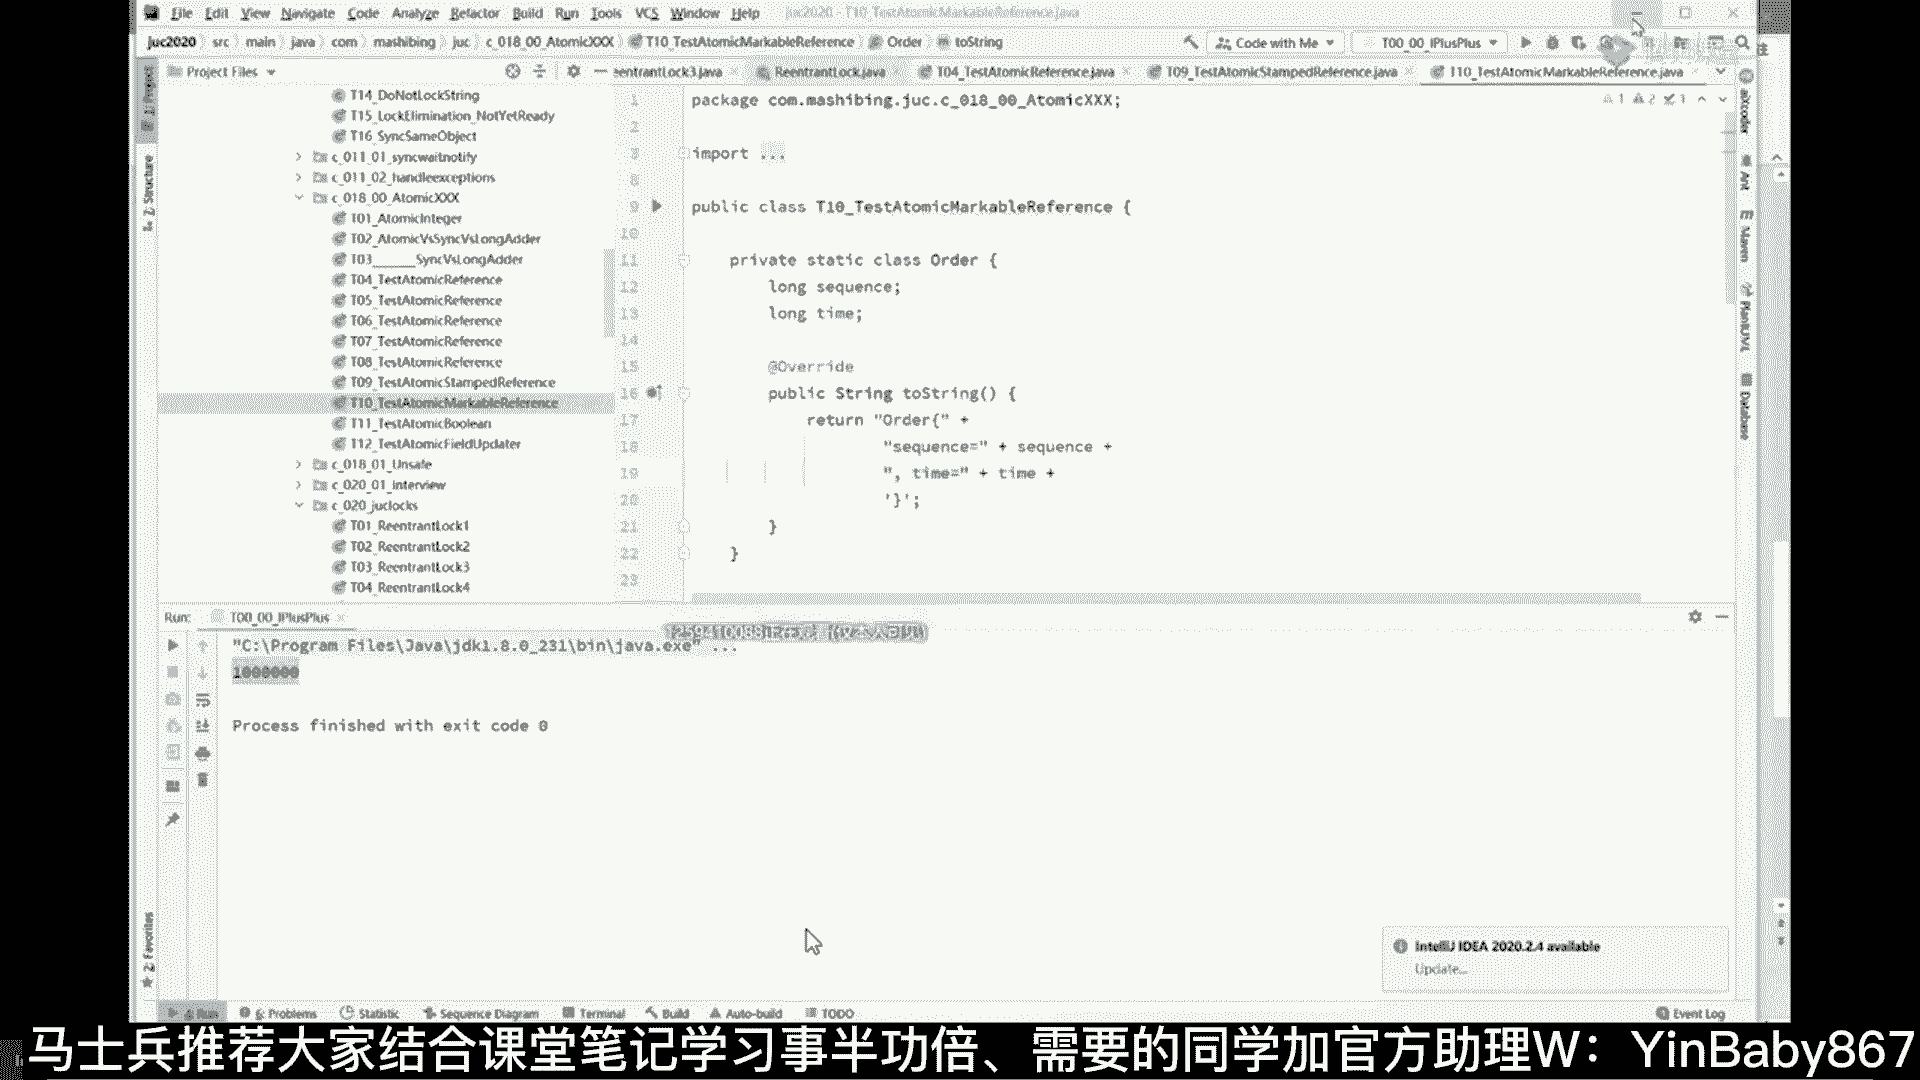 File Edit View Navigate Code Analyze Refactor Build Run Tools VCS Window Help juc2020 - T10_TestAtomicMarkableReference.java
juc2020 src main java com mashibing juc c_018_00_AtomicXXX T10_TestAtomicMarkableReference Order toString Code with Me T00_00_IPlusPlus
1: Project Project Files eentrantLock3.java ReentrantLock.java T04_TestAtomicReference.java T09_TestAtomicStampedReference.java T10_TestAtomicMarkableReference.java
T14_DoNotLockString
T15_LockElimination_NotYetReady
T16_SyncSameObject
c_011_01_syncwaitnotify
c_011_02_handleexceptions
c_018_00_AtomicXXX
T01_AtomicInteger
T02_AtomicVsSyncVsLongAdder
T03______SyncVsLongAdder
T04_TestAtomicReference
T05_TestAtomicReference
T06_TestAtomicReference
T07_TestAtomicReference
T08_TestAtomicReference
T09_TestAtomicStampedReference
T10_TestAtomicMarkableReference
T11_TestAtomicBoolean
T12_TestAtomicFieldUpdater
c_018_01_Unsafe
c_020_01_Interview
c_020_juclocks
T01_ReentrantLock1
T02_ReentrantLock2
T03_ReentrantLock3
T04_ReentrantLock4
7: Structure
1 package com.mashibing.juc.c_018_00_AtomicXXX;
2
3 import ...
8
9 public class T10_TestAtomicMarkableReference {
10
11 private static class Order {
12 long sequence;
13 long time;
14
15 @Override
16 public String toString() {
17 return "Order{" +
18 "sequence=" + sequence +
19 ", time=" + time +
20 '}';
21 }
22 }
23
1 2 1
aiXcoder
Ant
Maven
PlantUML
Database
Run: T00_00_IPlusPlus
"C:\Program Files\Java\jdk1.8.0_231\bin\java.exe" ...
1000000
Process finished with exit code 0
2: Favorites
IntelliJ IDEA 2020.2.4 available
Update...
4: Run 6: Problems Statistic Sequence Diagram Terminal Build Auto-build TODO Event Log
马士兵推荐大家结合课堂笔记学习事半功倍、需要的同学加官方助理W：YinBaby867